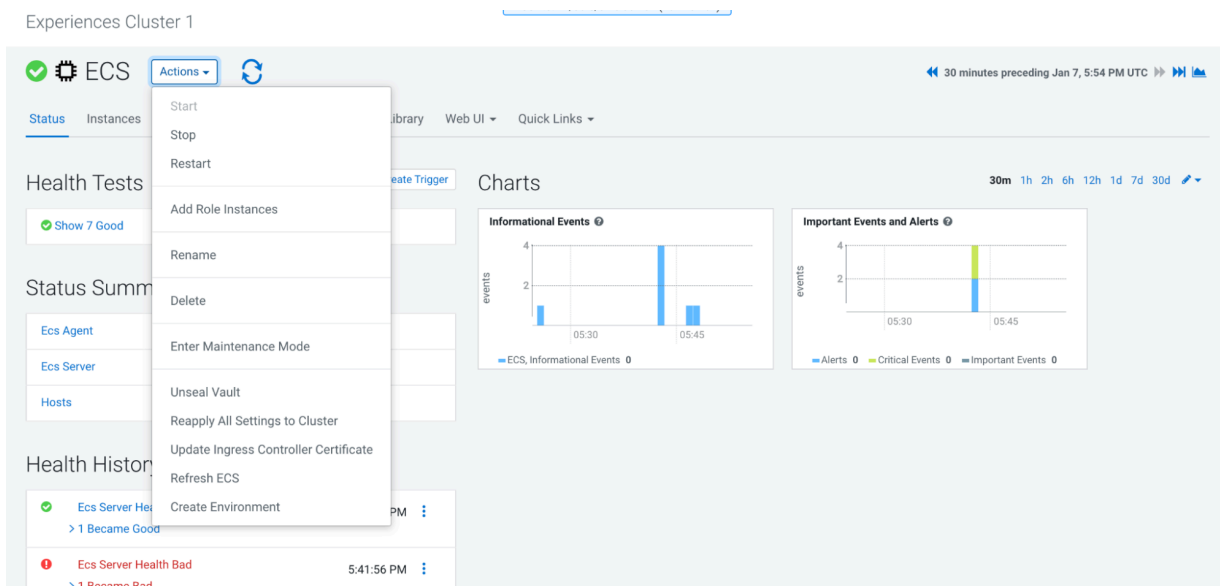 Experiences Cluster 1
ECS
Actions
30 minutes preceding Jan 7, 5:54 PM UTC
Status Instances
Library Web UI Quick Links
Start
Stop
Restart
Add Role Instances
Rename
Delete
Enter Maintenance Mode
Unseal Vault
Reapply All Settings to Cluster
Update Ingress Controller Certificate
Refresh ECS
Create Environment
Health Tests
eate Trigger
Show 7 Good
Status Summ
Ecs Agent
Ecs Server
Hosts
Health History
Ecs Server Hea
PM
> 1 Became Good
Ecs Server Health Bad
5:41:56 PM
> 1 Became Bad
Charts
30m 1h 2h 6h 12h 1d 7d 30d
Informational Events
events
4
2
05:30
05:45
ECS, Informational Events 0
Important Events and Alerts
events
4
2
05:30
05:45
Alerts 0 Critical Events 0 Important Events 0